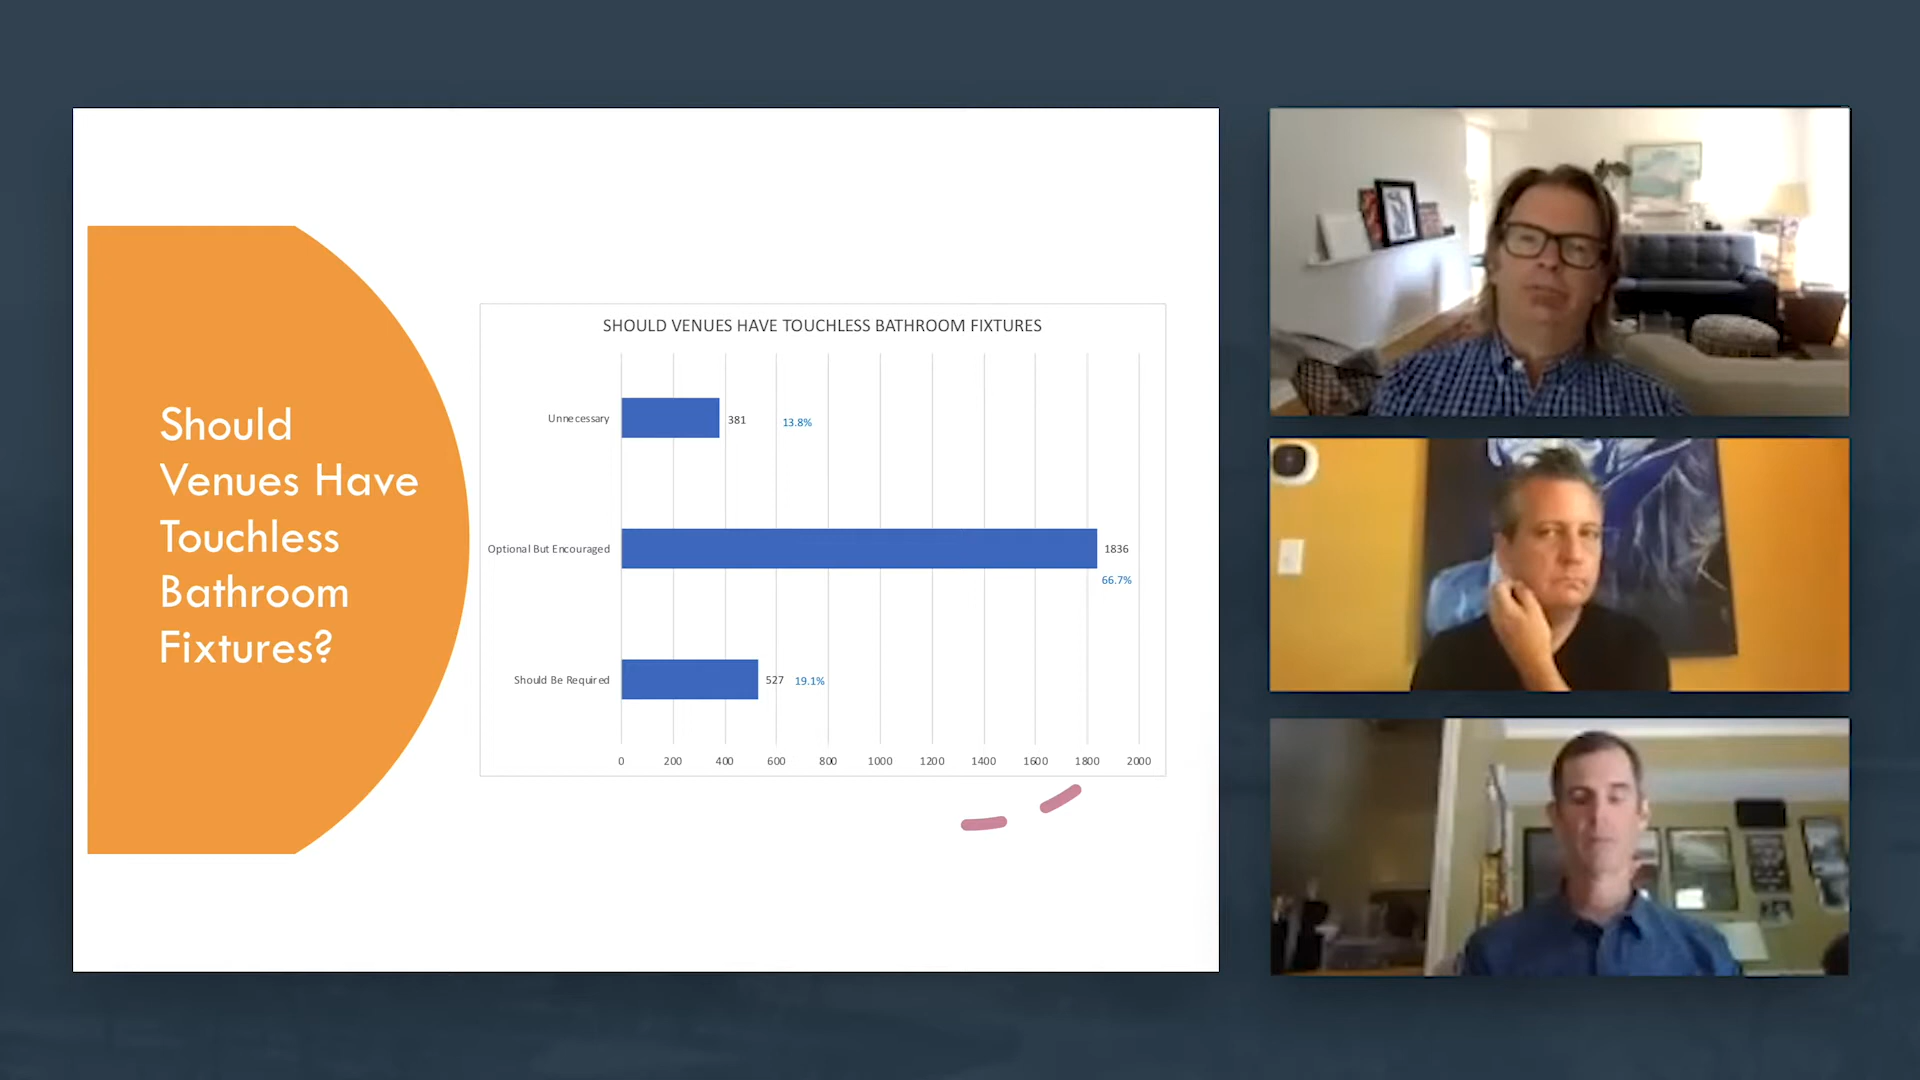 Should
Venues Have
Touchless
Bathroom
Fixtures?
SHOULD VENUES HAVE TOUCHLESS BATHROOM FIXTURES
Unnecessary 381 13.8%
Optional But Encouraged 1836
66.7%
Should Be Required 527 19.1%
0 200 400 600 800 1000 1200 1400 1600 1800 2000